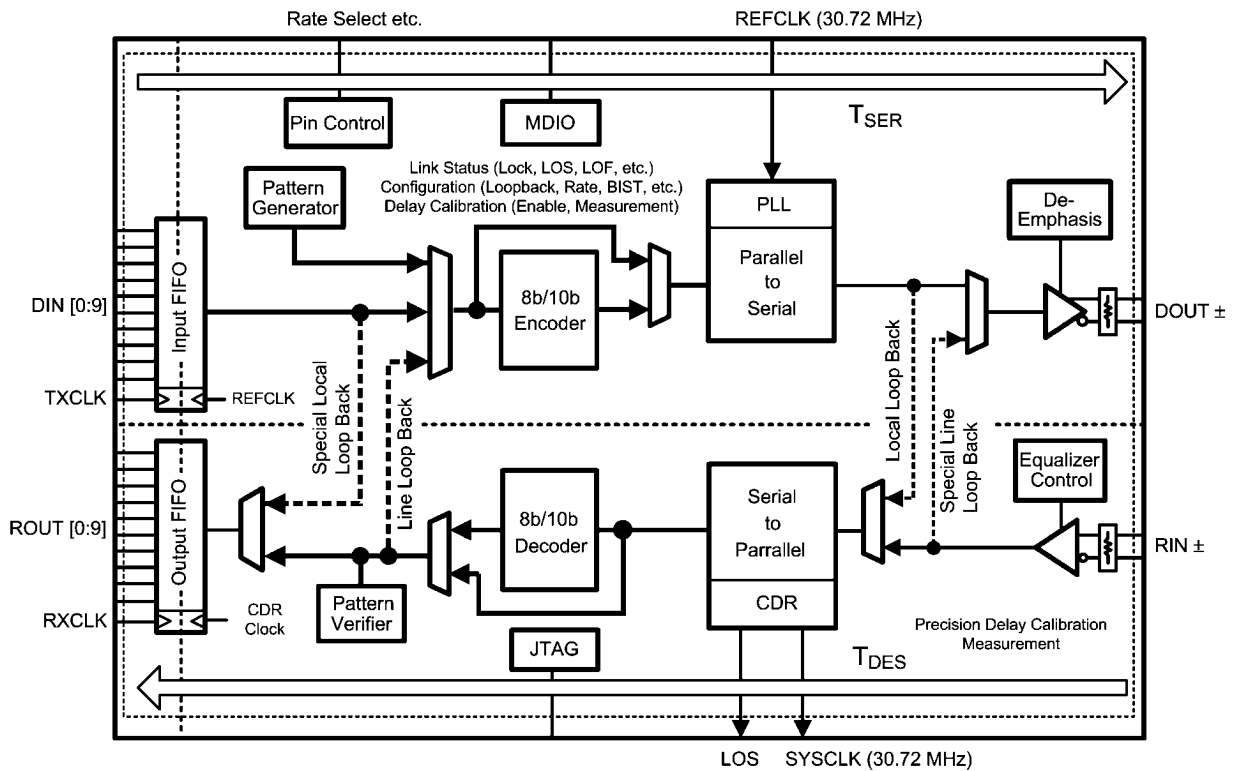 Rate Select etc.
REFCLK (30.72 MHz)
T SER
Pin Control
MDIO
Link Status (Lock, LOS, LOF, etc.)
Configuration (Loopback, Rate, BIST, etc.)
Delay Calibration (Enable, Measurement)
Pattern
Generator
PLL
Parallel
to
Serial
De-
Emphasis
Input FIFO
DIN [0:9]
8b/10b
Encoder
DOUT ±
TXCLK
REFCLK
Special Local
Loop Back
Line Loop Back
Local Loop Back
Special Line
Loop Back
Output FIFO
ROUT [0:9]
8b/10b
Decoder
Serial
to
Parrallel
CDR
Equalizer
Control
RIN ±
RXCLK
CDR
Clock
Pattern
Verifier
JTAG
Precision Delay Calibration
Measurement
T DES
LOS
SYSCLK (30.72 MHz)